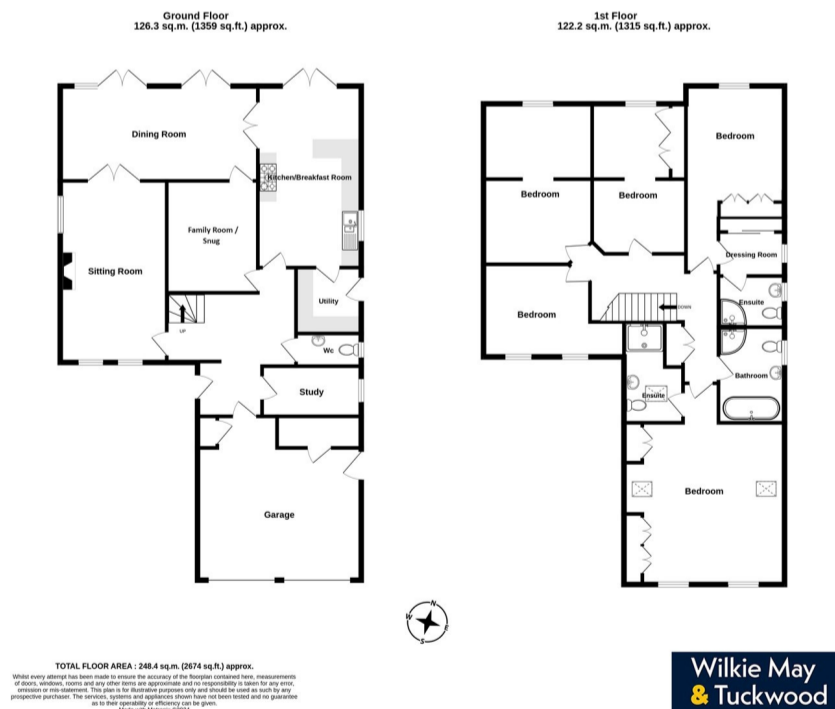 Ground Floor
126.3 sq.m. (1359 sq.ft.) approx.
1st Floor
122.2 sq.m. (1315 sq.ft.) approx.
Dining Room
Kitchen/Breakfast Room
Family Room /
Snug
Sitting Room
Utility
UP
Wc
Study
Garage
Bedroom
Bedroom
Bedroom
Dressing Room
Ensuite
DOWN
Bedroom
Bathroom
Ensuite
Bedroom
N
W
E
S
TOTAL FLOOR AREA : 248.4 sq.m. (2674 sq.ft.) approx.
Whilst every attempt has been made to ensure the accuracy of the floorplan contained here, measurements
of doors, windows, rooms and any other items are approximate and no responsibility is taken for any error,
omission or mis-statement. This plan is for illustrative purposes only and should be used as such by any
prospective purchaser. The services, systems and appliances shown have not been tested and no guarantee
as to their operability or efficiency can be given.
Wilkie May
& Tuckwood